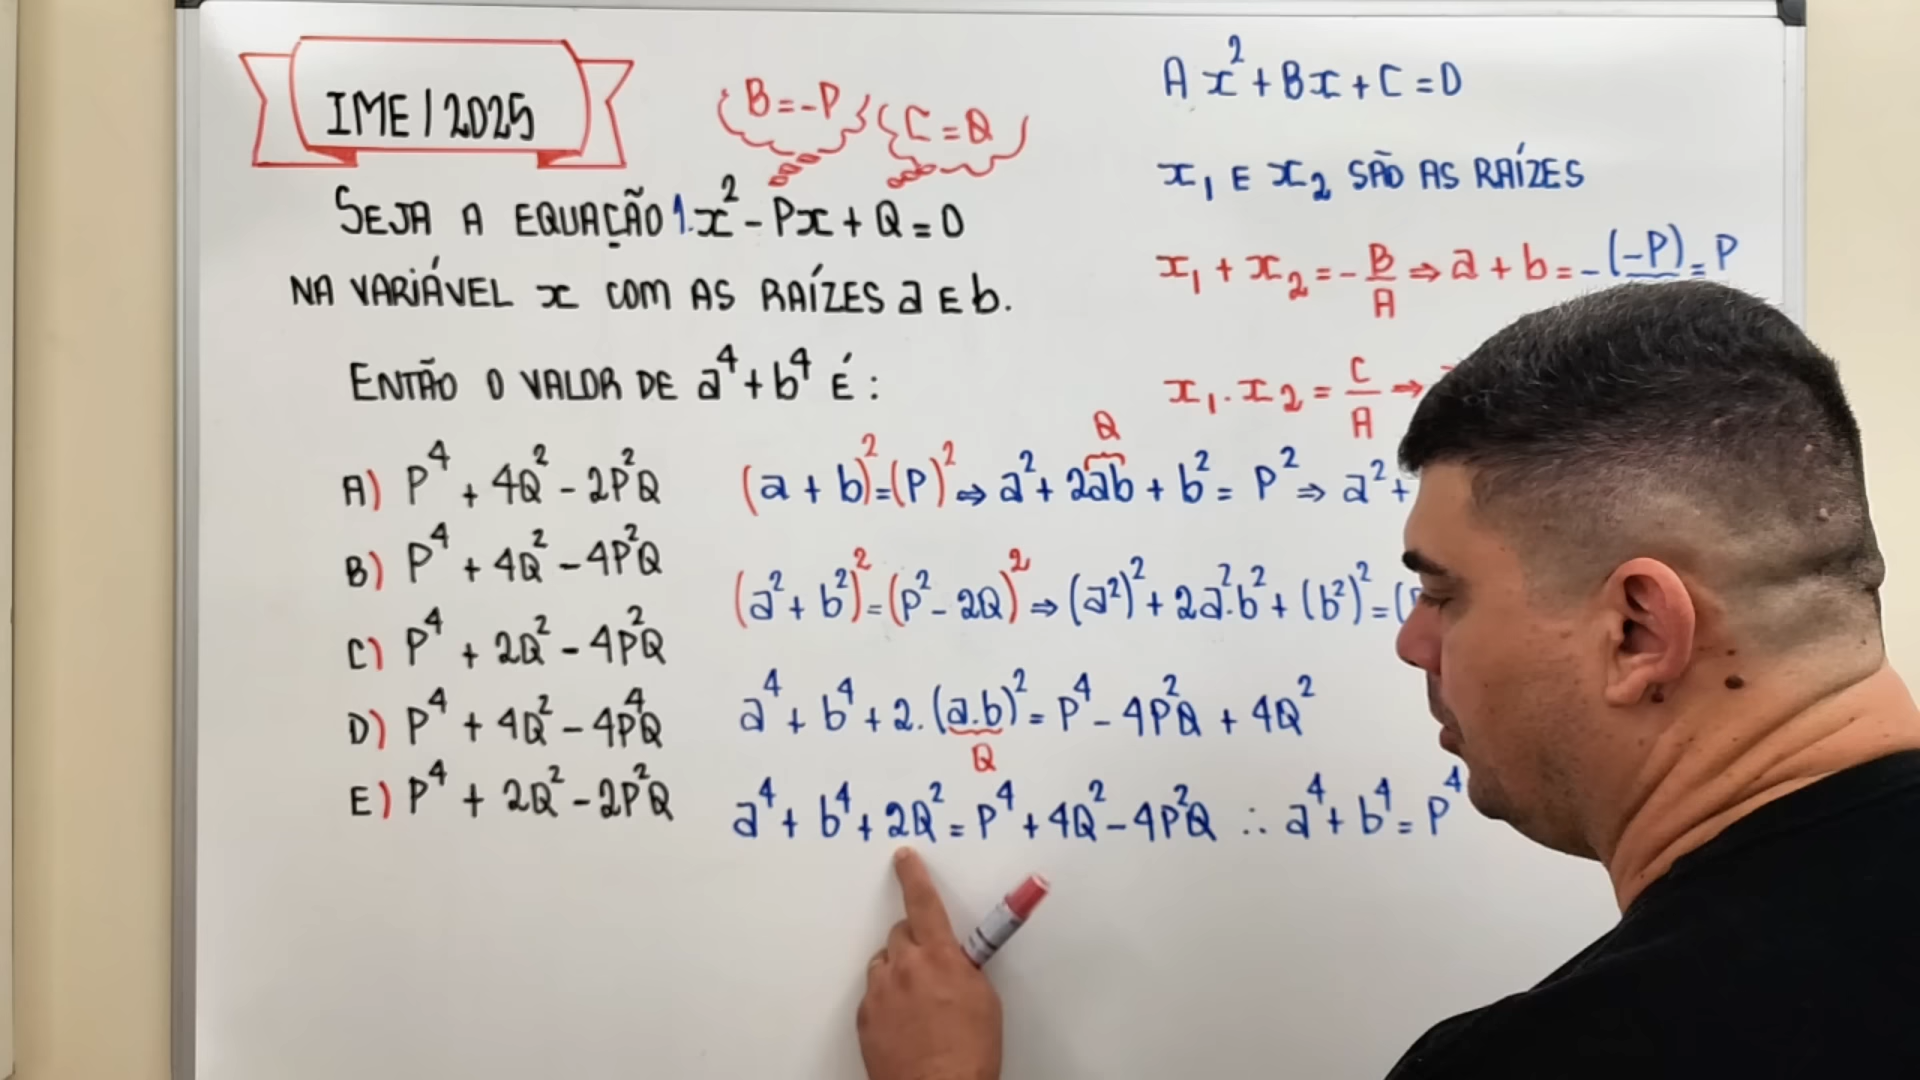 IME/2025
B=-P
C=Q
SEJA A EQUAÇÃO 1.x²-Px+Q=0
NA VARIÁVEL x COM AS RAÍZES a E b.
ENTÃO O VALOR DE a⁴+b⁴ É:
A) P⁴+4Q²-2P²Q
B) P⁴+4Q²-4P²Q
C) P⁴+2Q²-4P²Q
D) P⁴+4Q²-4P⁴Q
E) P⁴+2Q²-2P²Q
Ax²+Bx+C=0
x₁ E x₂ SÃO AS RAÍZES
x₁+x₂=-B/A⇒a+b=-(-P)=P
x₁.x₂=C/A⇒
Q
(a+b)²=(P)²⇒a²+2ab+b²=P²⇒a²+
(a²+b²)²=(P²-2Q)²⇒(a²)²+2a².b²+(b²)²=(
a⁴+b⁴+2.(a.b)²=P⁴-4P²Q+4Q²
Q
a⁴+b⁴+2Q²=P⁴+4Q²-4P²Q∴a⁴+b⁴=P⁴